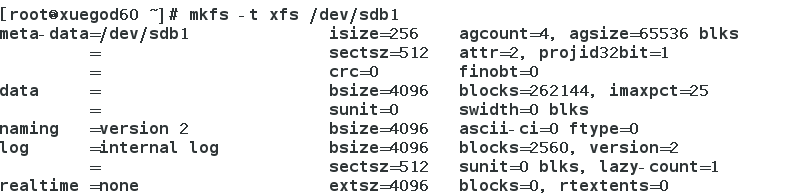 [root@xuegod60 ~]# mkfs -t xfs /dev/sdb1
meta-data=/dev/sdb1              isize=256    agcount=4, agsize=65536 blks
         =                       sectsz=512   attr=2, projid32bit=1
         =                       crc=0        finobt=0
data     =                       bsize=4096   blocks=262144, imaxpct=25
         =                       sunit=0      swidth=0 blks
naming   =version 2              bsize=4096   ascii-ci=0 ftype=0
log      =internal log           bsize=4096   blocks=2560, version=2
         =                       sectsz=512   sunit=0 blks, lazy-count=1
realtime =none                   extsz=4096   blocks=0, rtextents=0